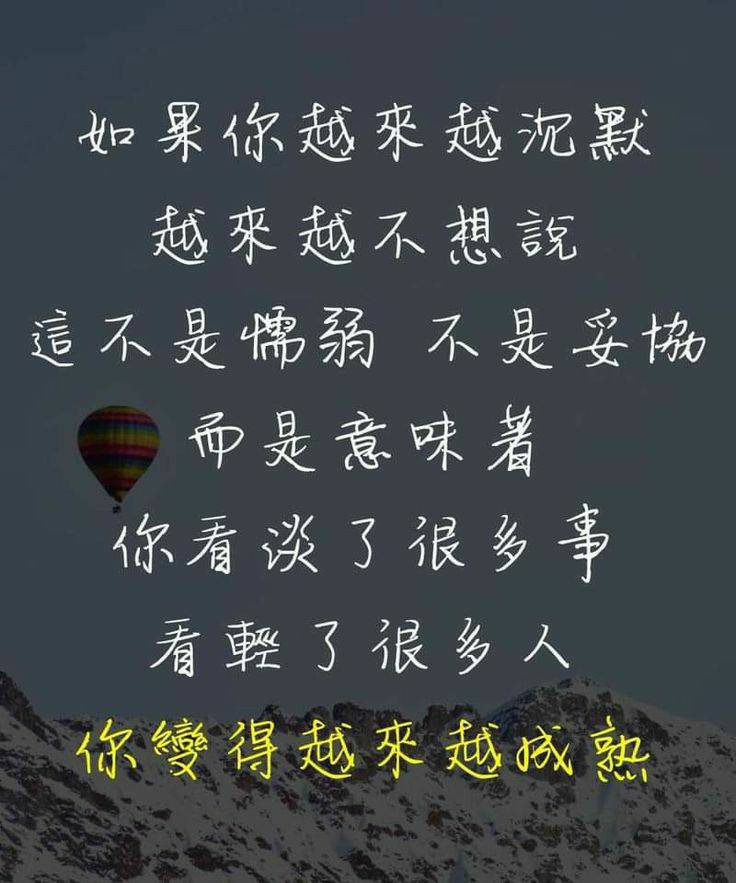 如果你越來越沉默
越來越不想說
這不是懦弱 不是妥協
而是意味著
你看淡了很多事
看輕了很多人
你變得越來越成熟